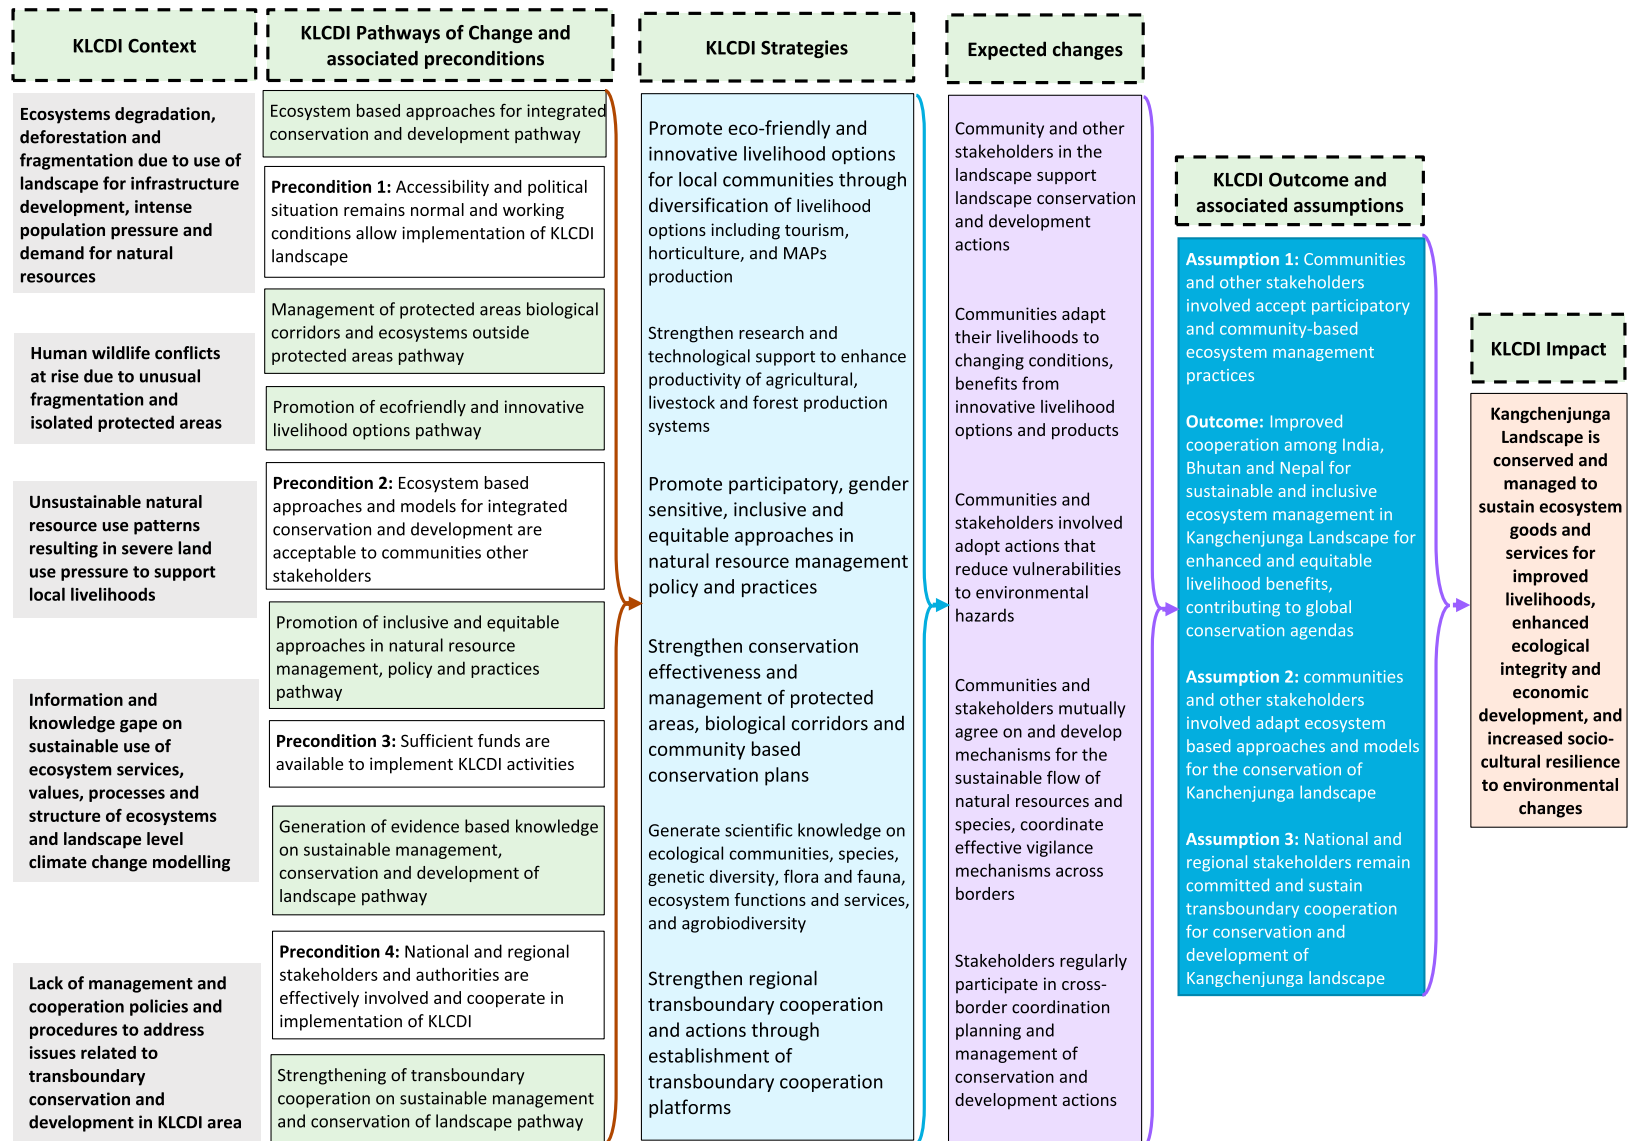 KLCDI Context
Ecosystems degradation,
deforestation and
fragmentation due to use of
landscape for infrastructure
development, intense
population pressure and
demand for natural
resources
Human wildlife conflicts
at rise due to unusual
fragmentation and
isolated protected areas
Unsustainable natural
resource use patterns
resulting in severe land
use pressure to support
local livelihoods
Information and
knowledge gape on
sustainable use of
ecosystem services,
values, processes and
structure of ecosystems
and landscape level
climate change modelling
Lack of management and
cooperation policies and
procedures to address
issues related to
transboundary
conservation and
development in KLCDI area
KLCDI Pathways of Change and
associated preconditions
Ecosystem based approaches for integrated
conservation and development pathway
Precondition 1: Accessibility and political
situation remains normal and working
conditions allow implementation of KLCDI
landscape
Management of protected areas biological
corridors and ecosystems outside
protected areas pathway
Promotion of ecofriendly and innovative
livelihood options pathway
Precondition 2: Ecosystem based
approaches and models for integrated
conservation and development are
acceptable to communities other
stakeholders
Promotion of inclusive and equitable
approaches in natural resource
management, policy and practices
pathway
Precondition 3: Sufficient funds are
available to implement KLCDI activities
Generation of evidence based knowledge
on sustainable management,
conservation and development of
landscape pathway
Precondition 4: National and regional
stakeholders and authorities are
effectively involved and cooperate in
implementation of KLCDI
Strengthening of transboundary
cooperation on sustainable management
and conservation of landscape pathway
KLCDI Strategies
Promote eco-friendly and
innovative livelihood options
for local communities through
diversification of livelihood
options including tourism,
horticulture, and MAPs
production
Strengthen research and
technological support to enhance
productivity of agricultural,
livestock and forest production
systems
Promote participatory, gender
sensitive, inclusive and
equitable approaches in
natural resource management
policy and practices
Strengthen conservation
effectiveness and
management of protected
areas, biological corridors and
community based
conservation plans
Generate scientific knowledge on
ecological communities, species,
genetic diversity, flora and fauna,
ecosystem functions and services,
and agrobiodiversity
Strengthen regional
transboundary cooperation
and actions through
establishment of
transboundary cooperation
platforms
Expected changes
Community and other
stakeholders in the
landscape support
landscape conservation
and development
actions
Communities adapt
their livelihoods to
changing conditions,
benefits from
innovative livelihood
options and products
Communities and
stakeholders involved
adopt actions that
reduce vulnerabilities
to environmental
hazards
Communities and
stakeholders mutually
agree on and develop
mechanisms for the
sustainable flow of
natural resources and
species, coordinate
effective vigilance
mechanisms across
borders
Stakeholders regularly
participate in cross-
border coordination
planning and
management of
conservation and
development actions
KLCDI Outcome and
associated assumptions
Assumption 1: Communities
and other stakeholders
involved accept participatory
and community-based
ecosystem management
practices
Outcome: Improved
cooperation among India,
Bhutan and Nepal for
sustainable and inclusive
ecosystem management in
Kangchenjunga Landscape for
enhanced and equitable
livelihood benefits,
contributing to global
conservation agendas
Assumption 2: communities
and other stakeholders
involved adapt ecosystem
based approaches and models
for the conservation of
Kanchenjunga landscape
Assumption 3: National and
regional stakeholders remain
committed and sustain
transboundary cooperation
for conservation and
development of
Kangchenjunga landscape
KLCDI Impact
Kangchenjunga
Landscape is
conserved and
managed to
sustain ecosystem
goods and
services for
improved
livelihoods,
enhanced
ecological
integrity and
economic
development, and
increased socio-
cultural resilience
to environmental
changes